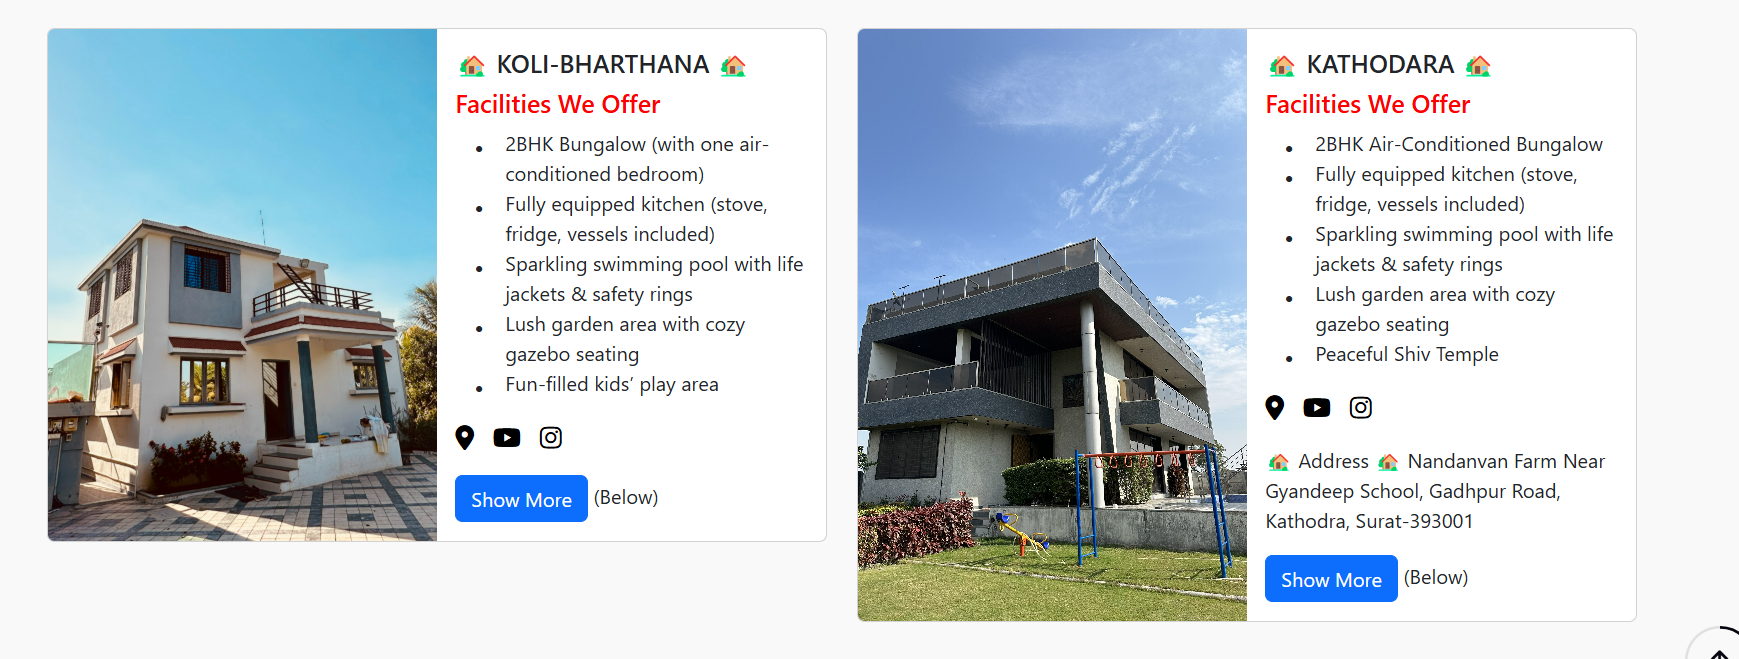 KOLI-BHARTHANA
Facilities We Offer
2BHK Bungalow (with one air-
conditioned bedroom)
Fully equipped kitchen (stove,
fridge, vessels included)
Sparkling swimming pool with life
jackets & safety rings
Lush garden area with cozy
gazebo seating
Fun-filled kids’ play area
Show More (Below)
KATHODARA
Facilities We Offer
2BHK Air-Conditioned Bungalow
Fully equipped kitchen (stove,
fridge, vessels included)
Sparkling swimming pool with life
jackets & safety rings
Lush garden area with cozy
gazebo seating
Peaceful Shiv Temple
Address Nandanvan Farm Near
Gyandeep School, Gadhpur Road,
Kathodra, Surat-393001
Show More (Below)